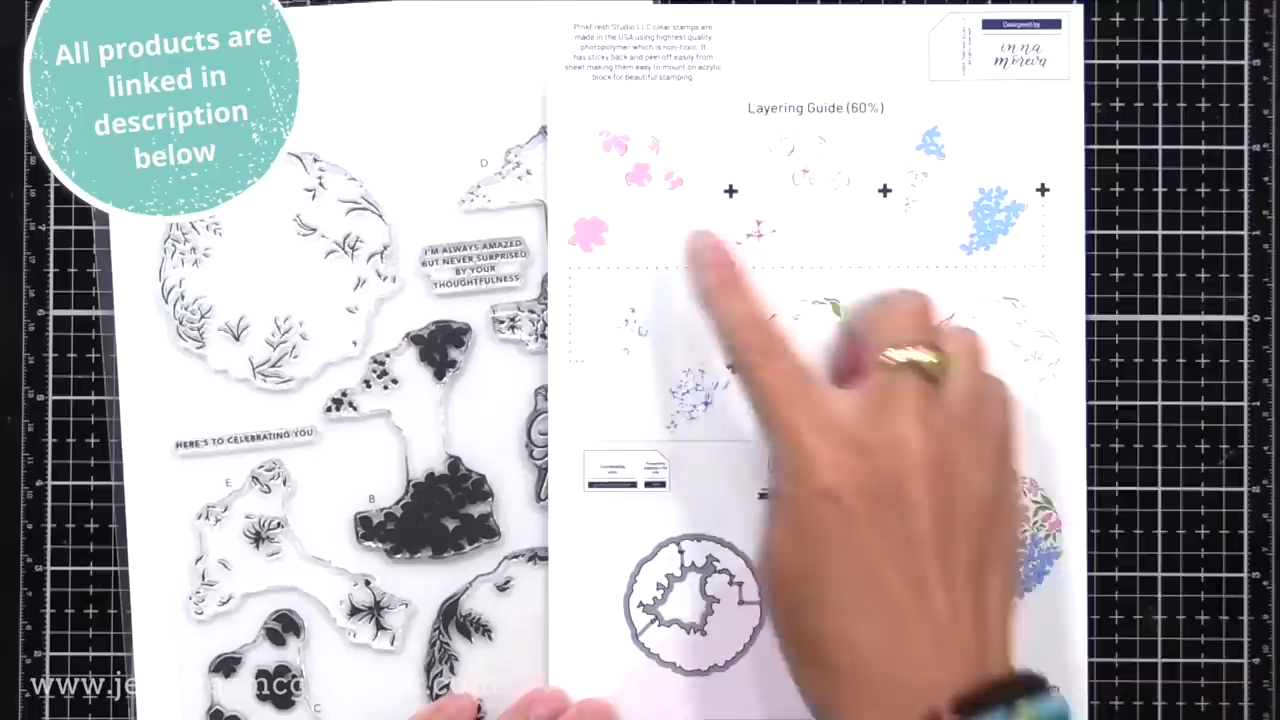 All products are
linked in
description
below
PinkFresh Studio LLC clear stamps are
made in the USA using hightest quality
photopolymer which is non-toxic. It
has sticky back and peel off easily from
sheet making them easy to mount on acrylic
block for beautiful stamping.
Designed by
inna
moreva
Layering Guide (60%)
D
I'M ALWAYS AMAZED
BUT NEVER SURPRISED
BY YOUR
THOUGHTFULNESS
HERE'S TO CELEBRATING YOU
E
B
C